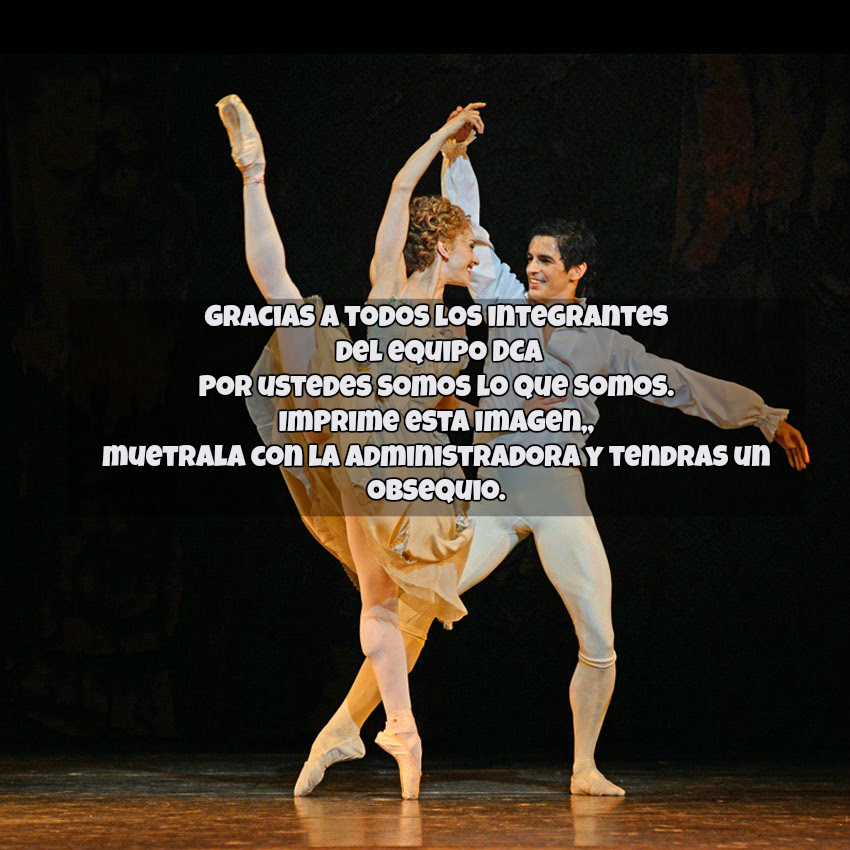 Gracias a todos los integrantes
del equipo DCA
Por ustedes somos lo que somos.
Imprime esta imagen,,
muetrala con la administradora y tendras un
obsequio.